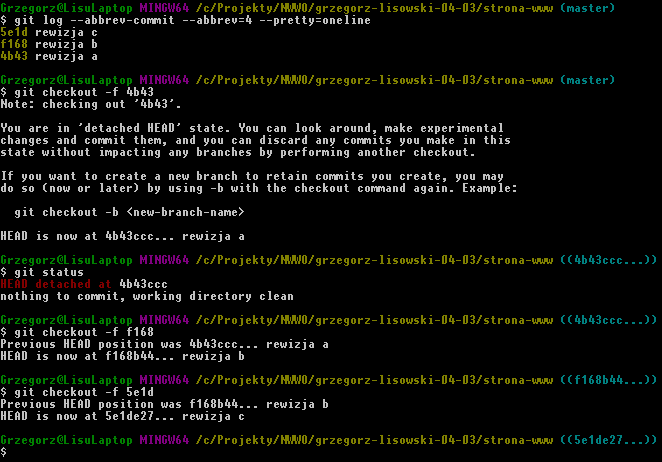 Grzegorz@LisuLaptop MINGW64 /c/Projekty/NWWO/grzegorz-lisowski-04-03/strona-www (master)
$ git log --abbrev-commit --abbrev=4 --pretty=oneline
5e1d rewizja c
f168 rewizja b
4b43 rewizja a
Grzegorz@LisuLaptop MINGW64 /c/Projekty/NWWO/grzegorz-lisowski-04-03/strona-www (master)
$ git checkout -f 4b43
Note: checking out '4b43'.
You are in 'detached HEAD' state. You can look around, make experimental
changes and commit them, and you can discard any commits you make in this
state without impacting any branches by performing another checkout.
If you want to create a new branch to retain commits you create, you may
do so (now or later) by using -b with the checkout command again. Example:
git checkout -b <new-branch-name>
HEAD is now at 4b43ccc... rewizja a
Grzegorz@LisuLaptop MINGW64 /c/Projekty/NWWO/grzegorz-lisowski-04-03/strona-www ((4b43ccc...))
$ git status
HEAD detached at 4b43ccc
nothing to commit, working directory clean
Grzegorz@LisuLaptop MINGW64 /c/Projekty/NWWO/grzegorz-lisowski-04-03/strona-www ((4b43ccc...))
$ git checkout -f f168
Previous HEAD position was 4b43ccc... rewizja a
HEAD is now at f168b44... rewizja b
Grzegorz@LisuLaptop MINGW64 /c/Projekty/NWWO/grzegorz-lisowski-04-03/strona-www ((f168b44...))
$ git checkout -f 5e1d
Previous HEAD position was f168b44... rewizja b
HEAD is now at 5e1de27... rewizja c
Grzegorz@LisuLaptop MINGW64 /c/Projekty/NWWO/grzegorz-lisowski-04-03/strona-www ((5e1de27...))
$